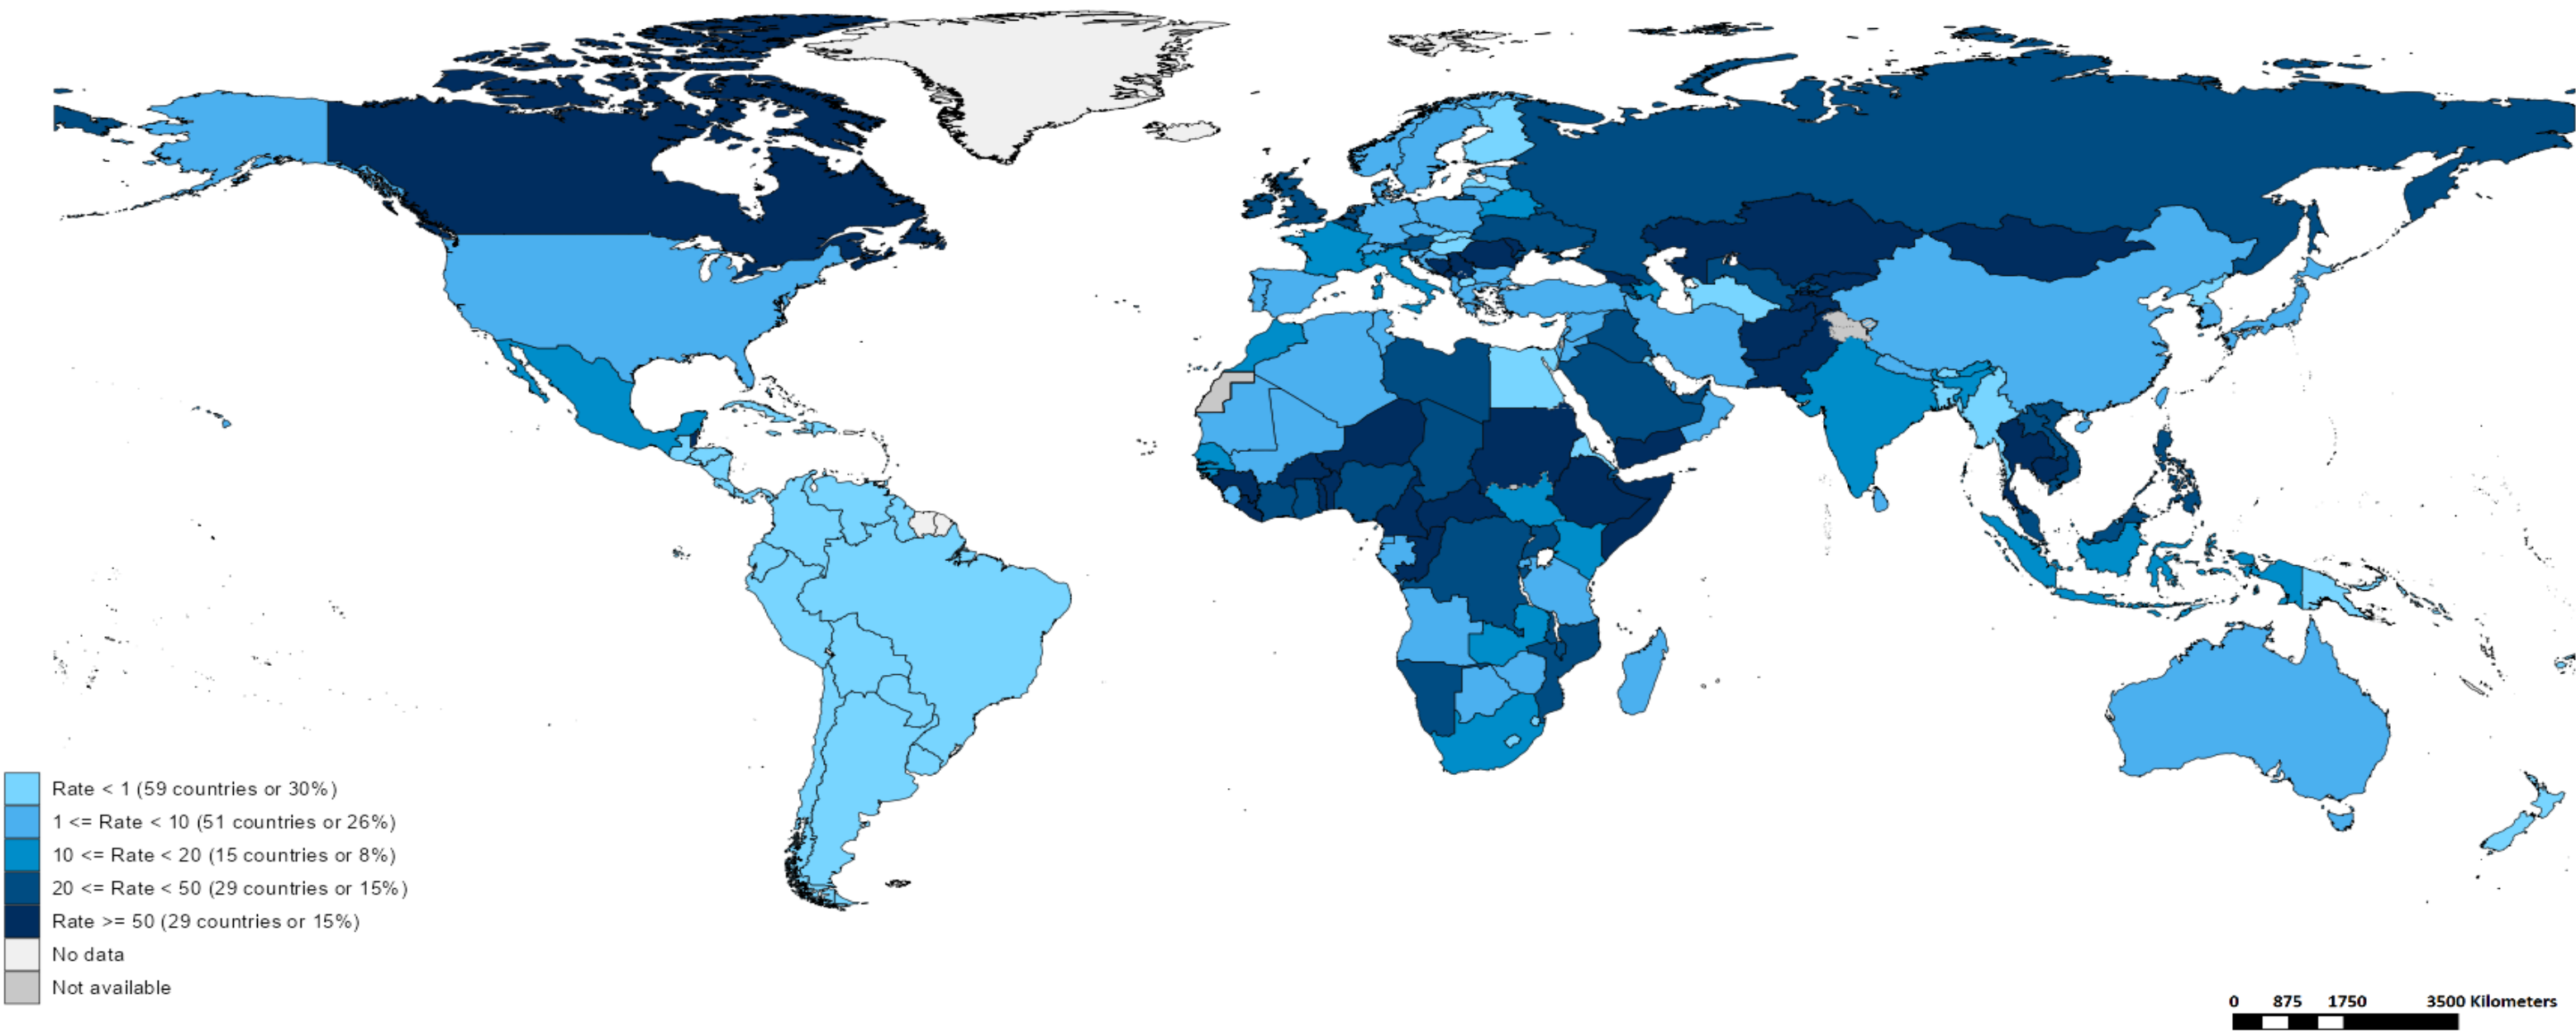 Rate < 1 (59 countries or 30%)
1 <= Rate < 10 (51 countries or 26%)
10 <= Rate < 20 (15 countries or 8%)
20 <= Rate < 50 (29 countries or 15%)
Rate >= 50 (29 countries or 15%)
No data
Not available
0 875 1750 3500 Kilometers